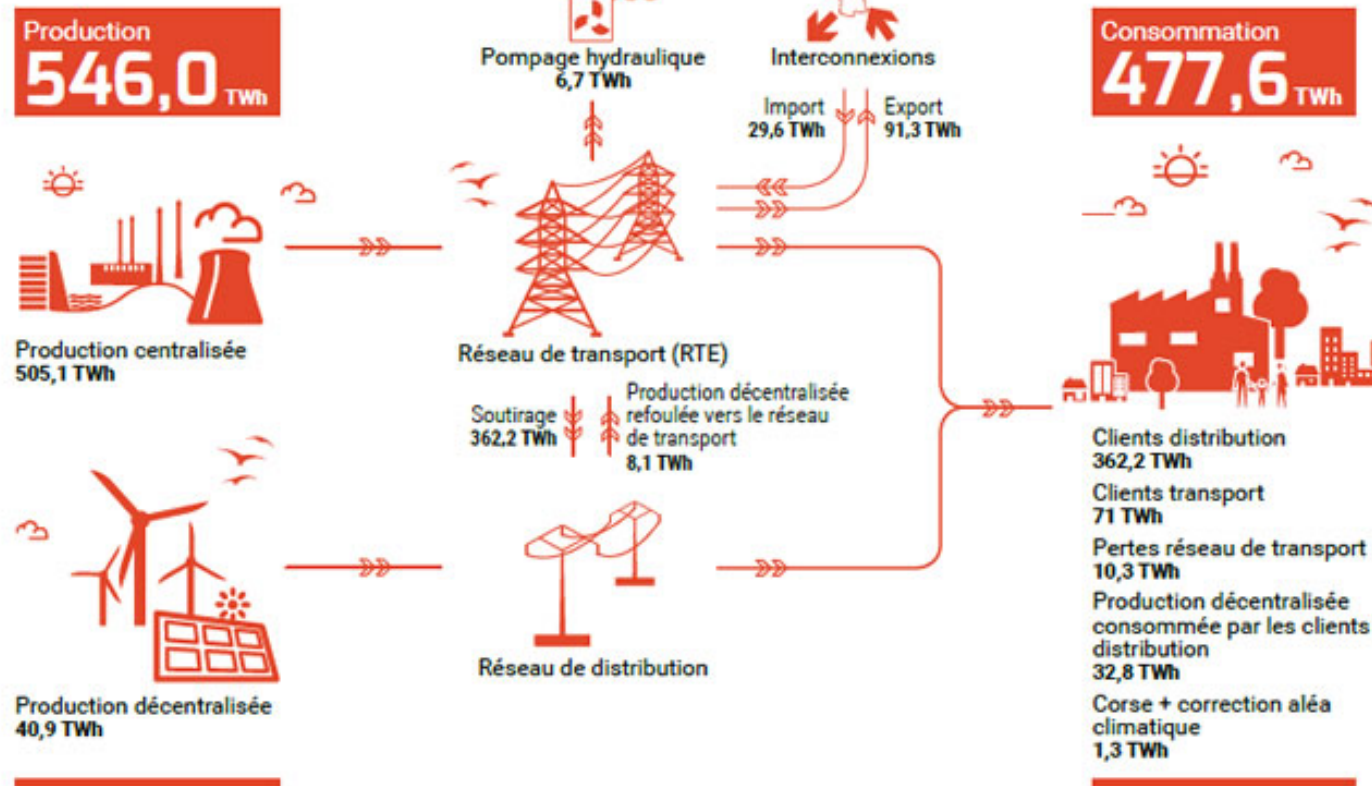 Production
546,0 TWh
Pompage hydraulique
6,7 TWh
Interconnexions
Import
29,6 TWh
Export
91,3 TWh
Consommation
477,6 TWh
Production centralisée
505,1 TWh
Réseau de transport (RTE)
Soutirage
362,2 TWh
Production décentralisée
refoulée vers le réseau
de transport
8,1 TWh
Production décentralisée
40,9 TWh
Réseau de distribution
Clients distribution
362,2 TWh
Clients transport
71 TWh
Pertes réseau de transport
10,3 TWh
Production décentralisée
consommée par les clients
distribution
32,8 TWh
Corse + correction aléa
climatique
1,3 TWh